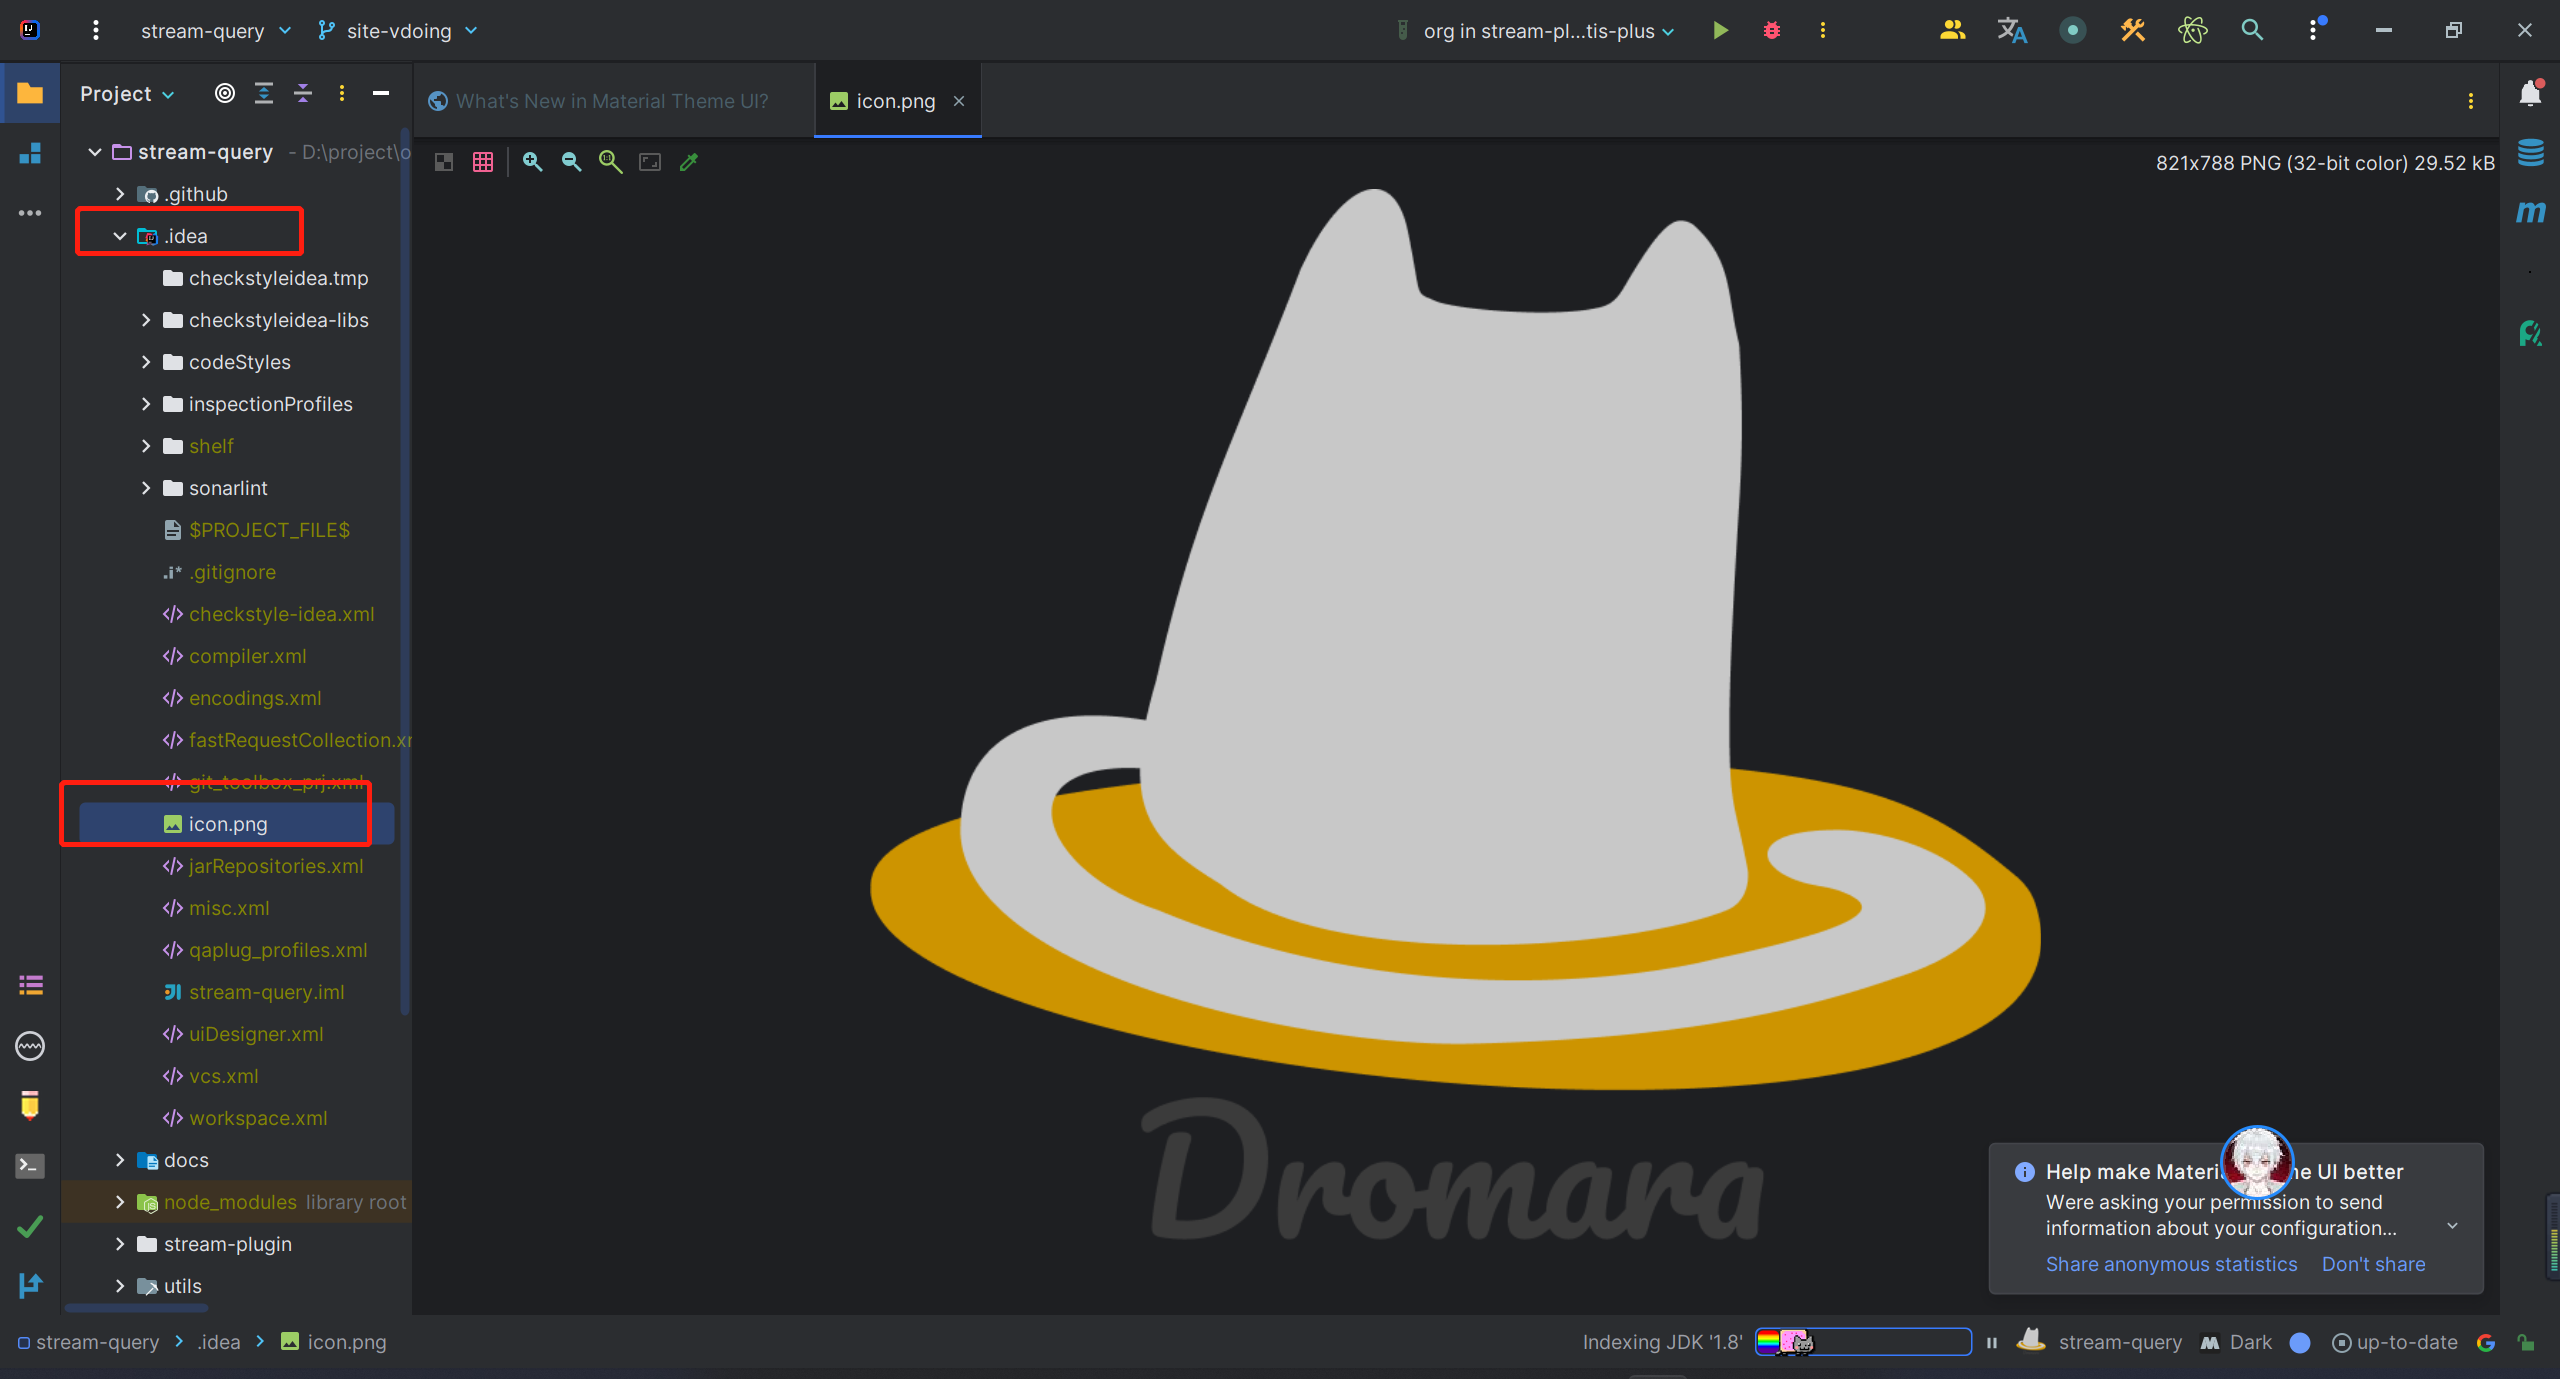 stream-query
site-vdoing
org in stream-pl...tis-plus
Project
What's New in Material Theme UI?
icon.png
821x788 PNG (32-bit color) 29.52 kB
stream-query - D:\project\o
.github
.idea
checkstyleidea.tmp
checkstyleidea-libs
codeStyles
inspectionProfiles
shelf
sonarlint
$PROJECT_FILE$
.gitignore
checkstyle-idea.xml
compiler.xml
encodings.xml
fastRequestCollection.xm
git_toolbox_prj.xml
icon.png
jarRepositories.xml
misc.xml
qaplug_profiles.xml
stream-query.iml
uiDesigner.xml
vcs.xml
workspace.xml
docs
node_modules library root
stream-plugin
utils
Dromara
Help make Materi
ne UI better
Were asking your permission to send
information about your configuration...
Share anonymous statistics Don't share
stream-query > .idea > icon.png
Indexing JDK '1.8'
stream-query
Dark
up-to-date